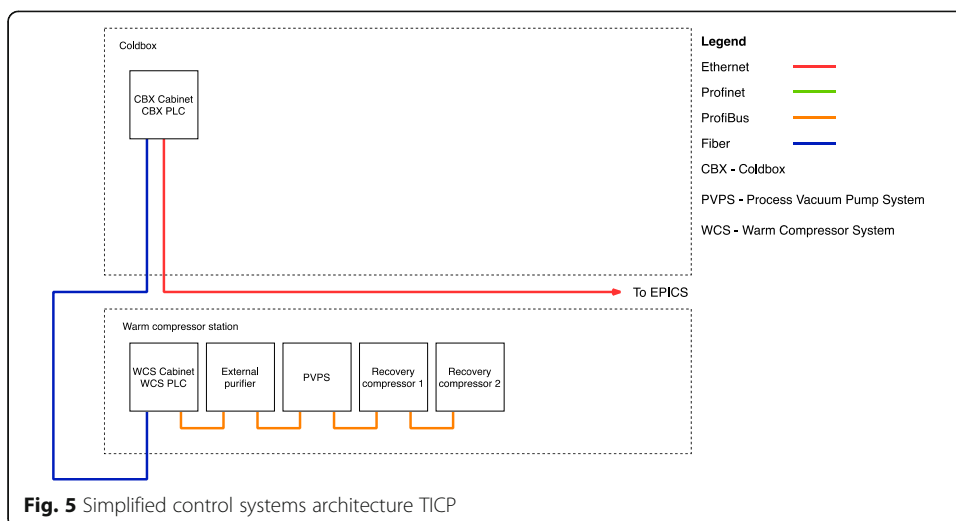 Coldbox
CBX Cabinet
CBX PLC
Legend
Ethernet
Profinet
ProfiBus
Fiber
CBX - Coldbox
PVPS - Process Vacuum Pump System
WCS - Warm Compressor System
To EPICS
Warm compressor station
WCS Cabinet
WCS PLC
External
purifier
PVPS
Recovery
compressor 1
Recovery
compressor 2
Fig. 5 Simplified control systems architecture TICP